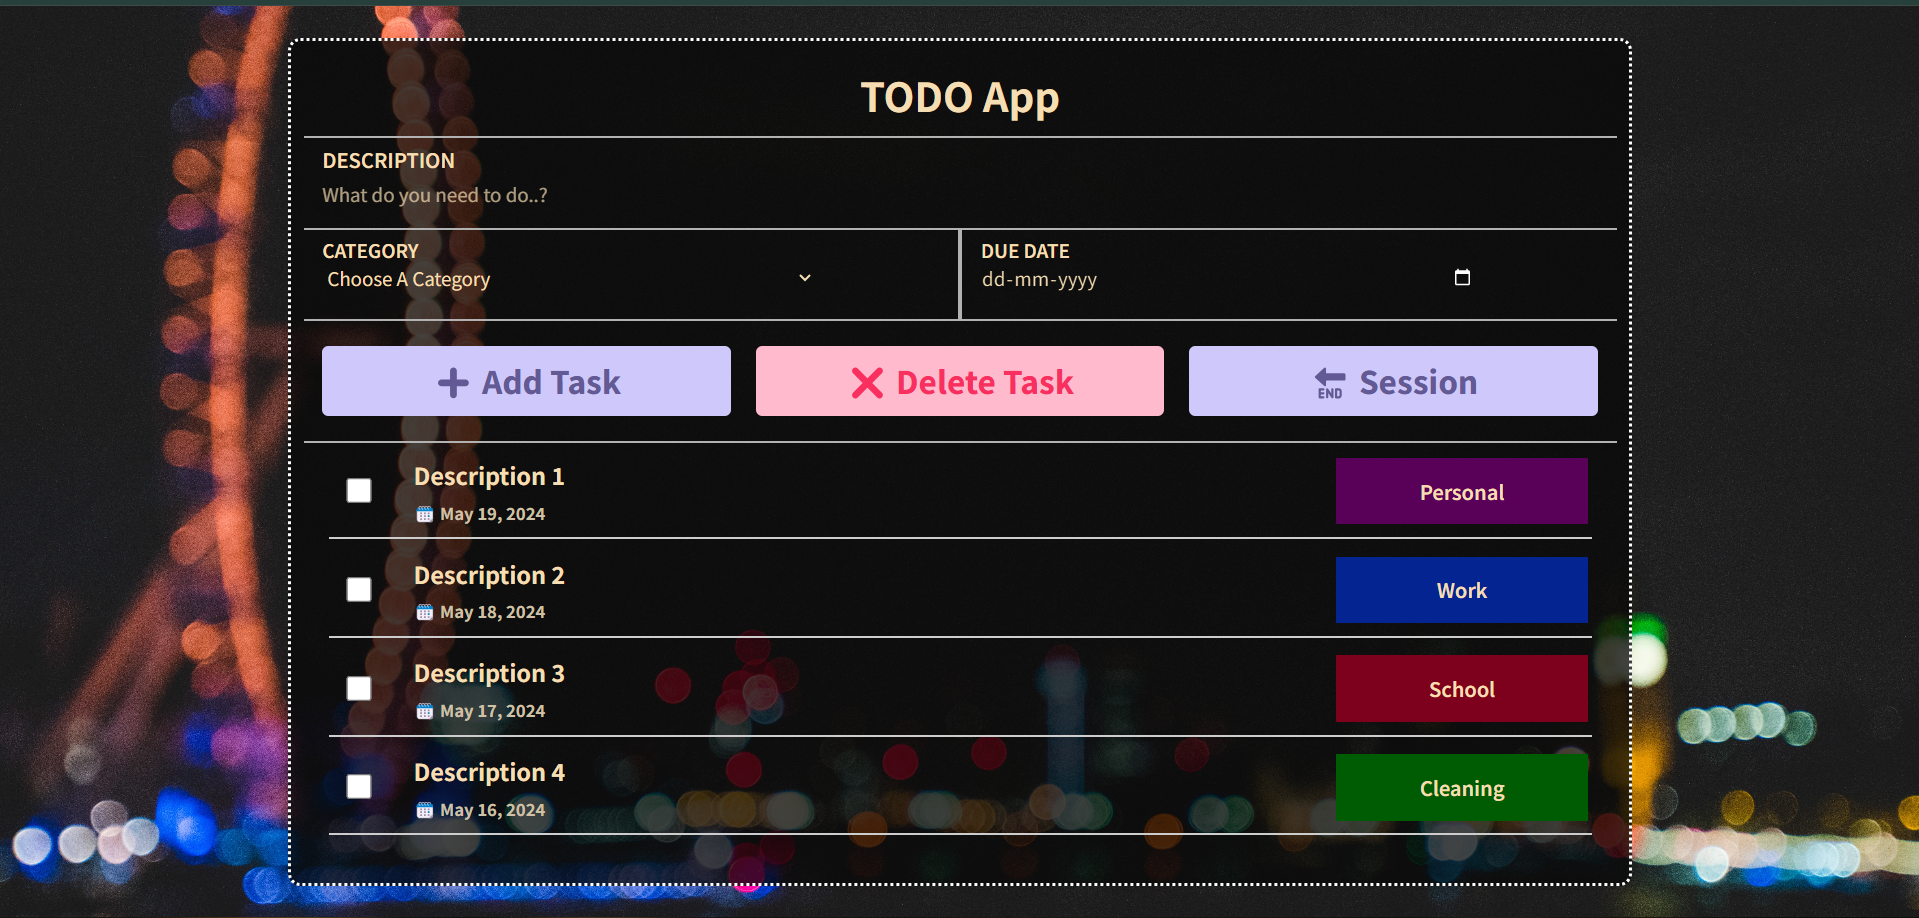 TODO App
DESCRIPTION
What do you need to do..?
CATEGORY
Choose A Category
DUE DATE
dd-mm-yyyy
Add Task
Delete Task
END Session
Description 1
May 19, 2024
Personal
Description 2
May 18, 2024
Work
Description 3
May 17, 2024
School
Description 4
May 16, 2024
Cleaning